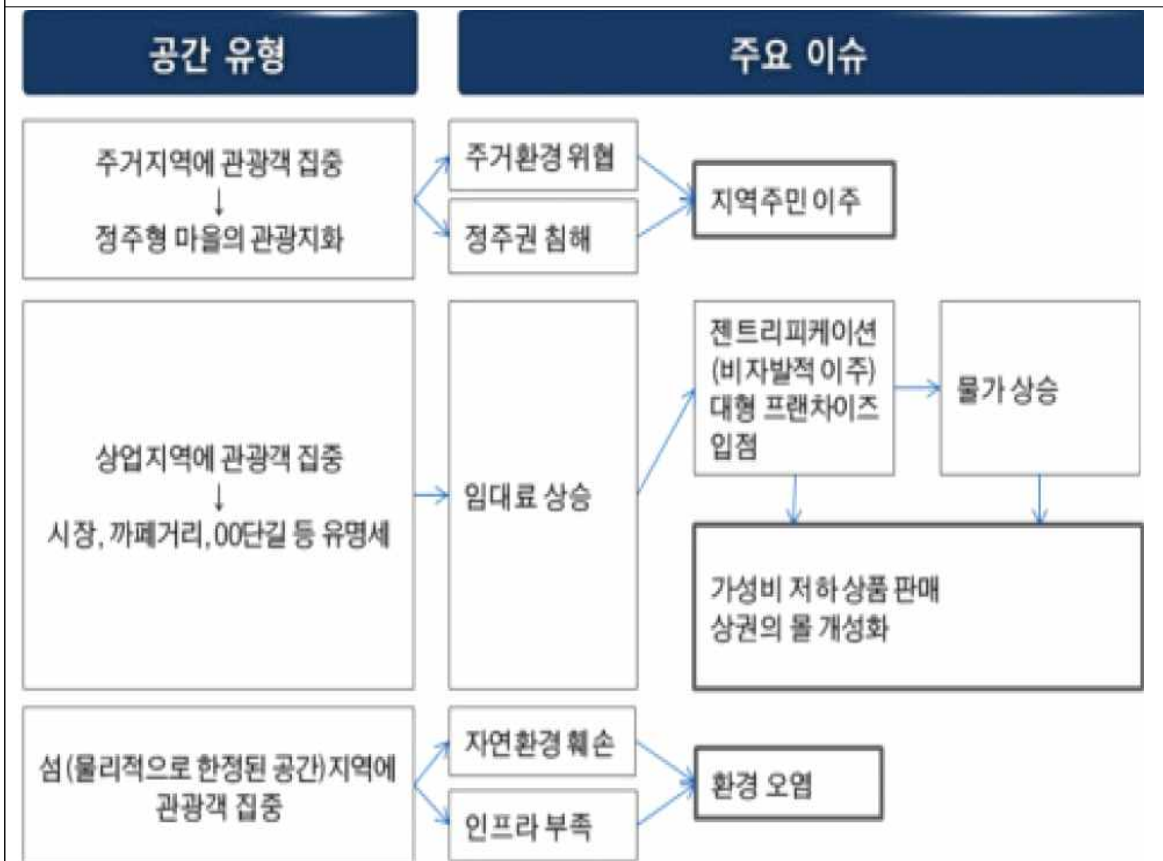 공간 유형
주요 이슈
주거지역에 관광객 집중
↓
정주형 마을의 관광지화
주거환경 위협
정주권 침해
지역주민 이주
상업지역에 관광객 집중
↓
시장, 까페거리, 00단길 등 유명세
임대료 상승
젠트리피케이션
(비자발적 이주)
대형 프랜차이즈
입점
물가 상승
가성비 저하 상품 판매
상권의 몰 개성화
섬(물리적으로 한정된 공간)지역에
관광객 집중
자연환경 훼손
인프라 부족
환경 오염